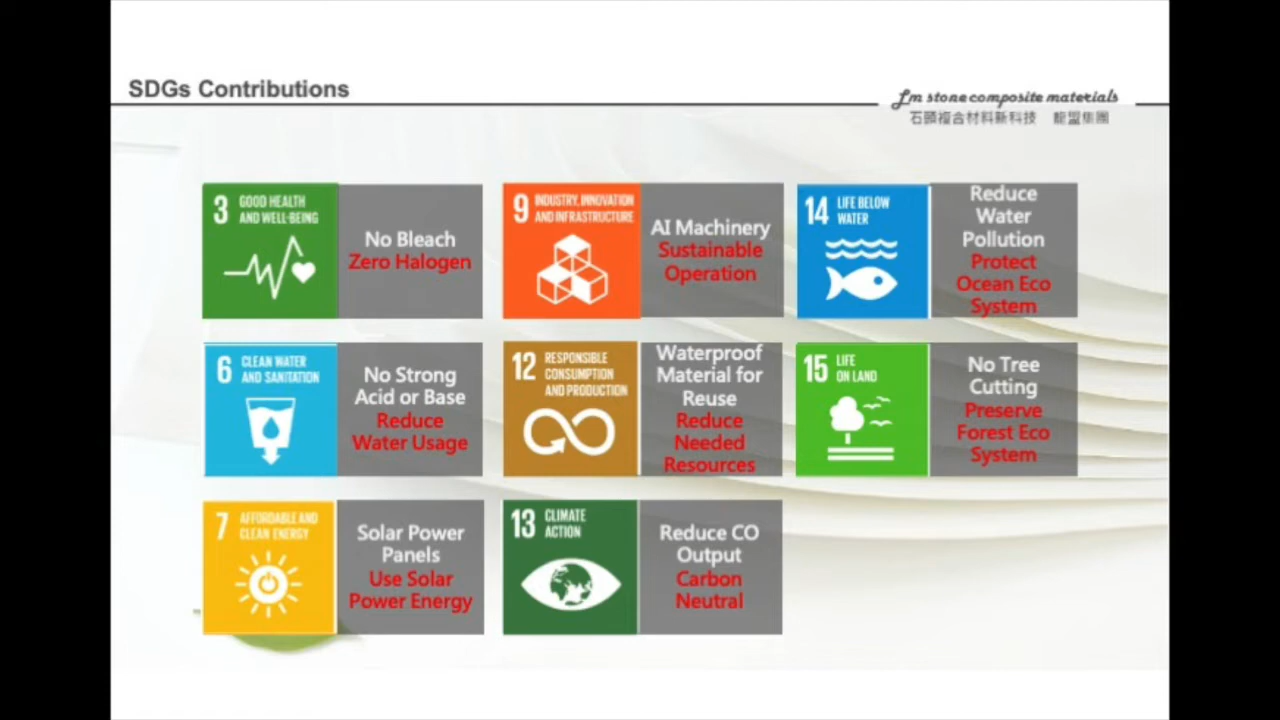 SDGs Contributions
Lm stone composite materials
石頭複合材料新科技 龍盟集團
3 GOOD HEALTH
AND WELL-BEING
No Bleach
Zero Halogen
9 INDUSTRY, INNOVATION
AND INFRASTRUCTURE
AI Machinery
Sustainable
Operation
14 LIFE BELOW
WATER
Reduce
Water
Pollution
Protect
Ocean Eco
System
6 CLEAN WATER
AND SANITATION
No Strong
Acid or Base
Reduce
Water Usage
12 RESPONSIBLE
CONSUMPTION
AND PRODUCTION
Waterproof
Material for
Reuse
Reduce
Needed
Resources
15 LIFE
ON LAND
No Tree
Cutting
Preserve
Forest Eco
System
7 AFFORDABLE AND
CLEAN ENERGY
Solar Power
Panels
Use Solar
Power Energy
13 CLIMATE
ACTION
Reduce CO
Output
Carbon
Neutral